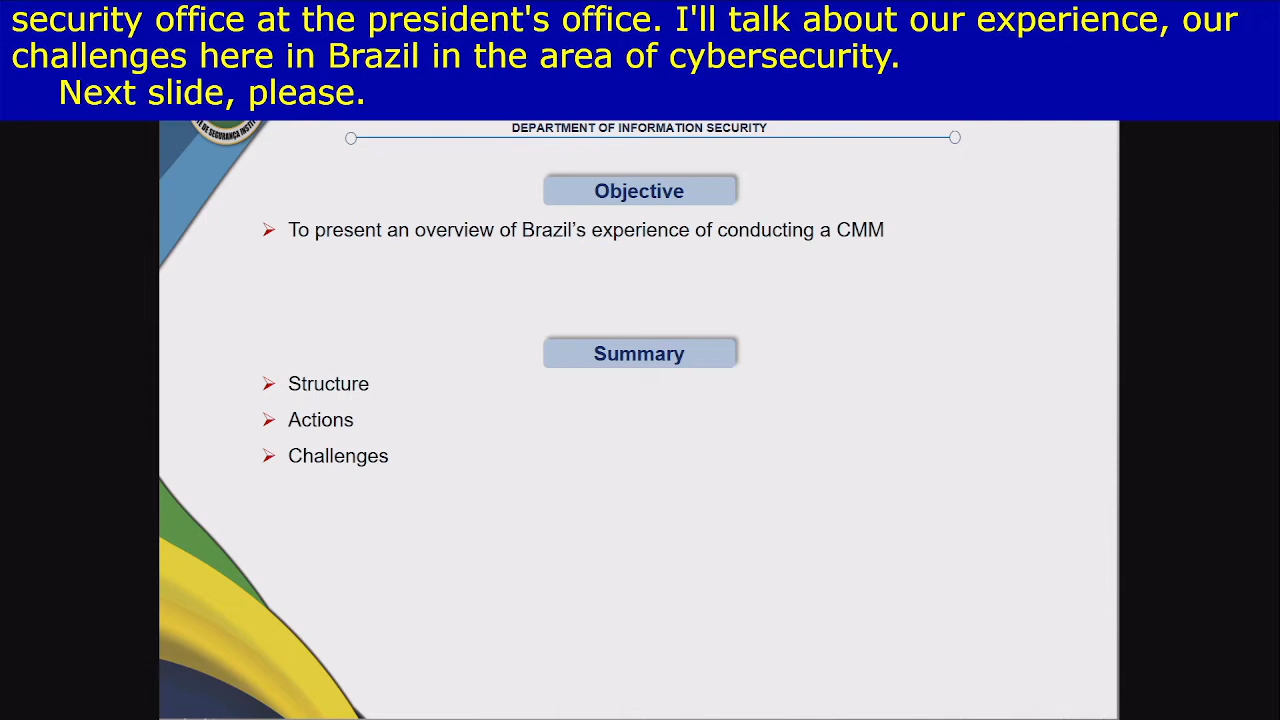 security office at the president's office. I'll talk about our experience, our
challenges here in Brazil in the area of cybersecurity.
Next slide, please.
DEPARTMENT OF INFORMATION SECURITY
Objective
To present an overview of Brazil’s experience of conducting a CMM
Summary
Structure
Actions
Challenges